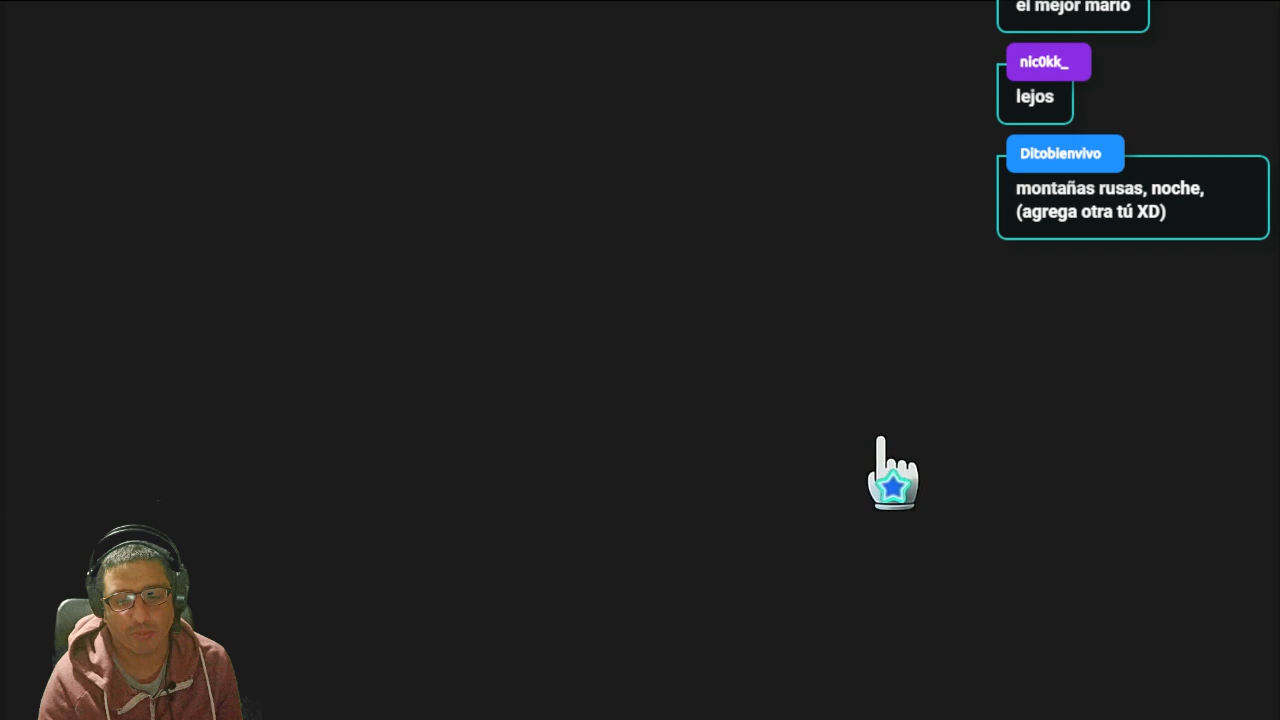 el mejor mario
nic0kk_
lejos
Ditobienvivo
montañas rusas, noche,
(agrega otra tú XD)